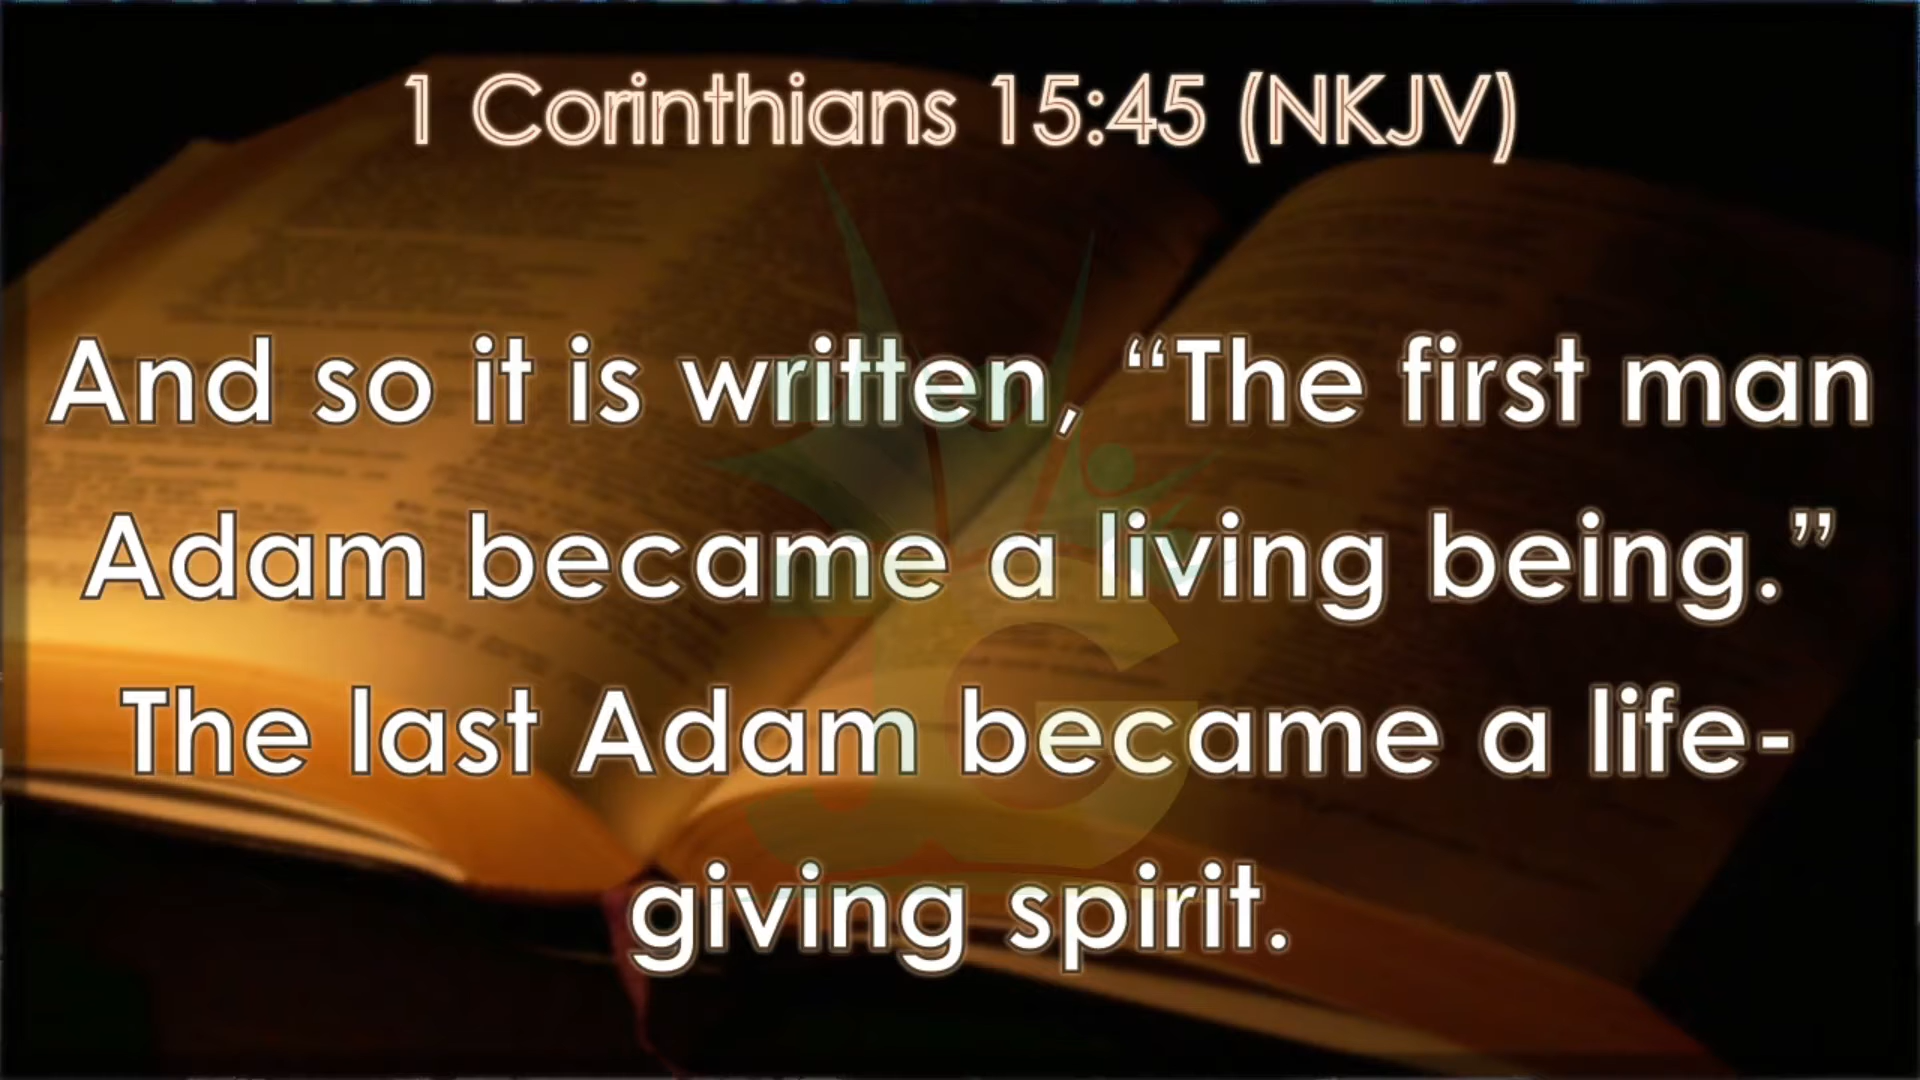 1 Corinthians 15:45 (NKJV)
And so it is written, “The first man
Adam became a living being.”
The last Adam became a life-
giving spirit.